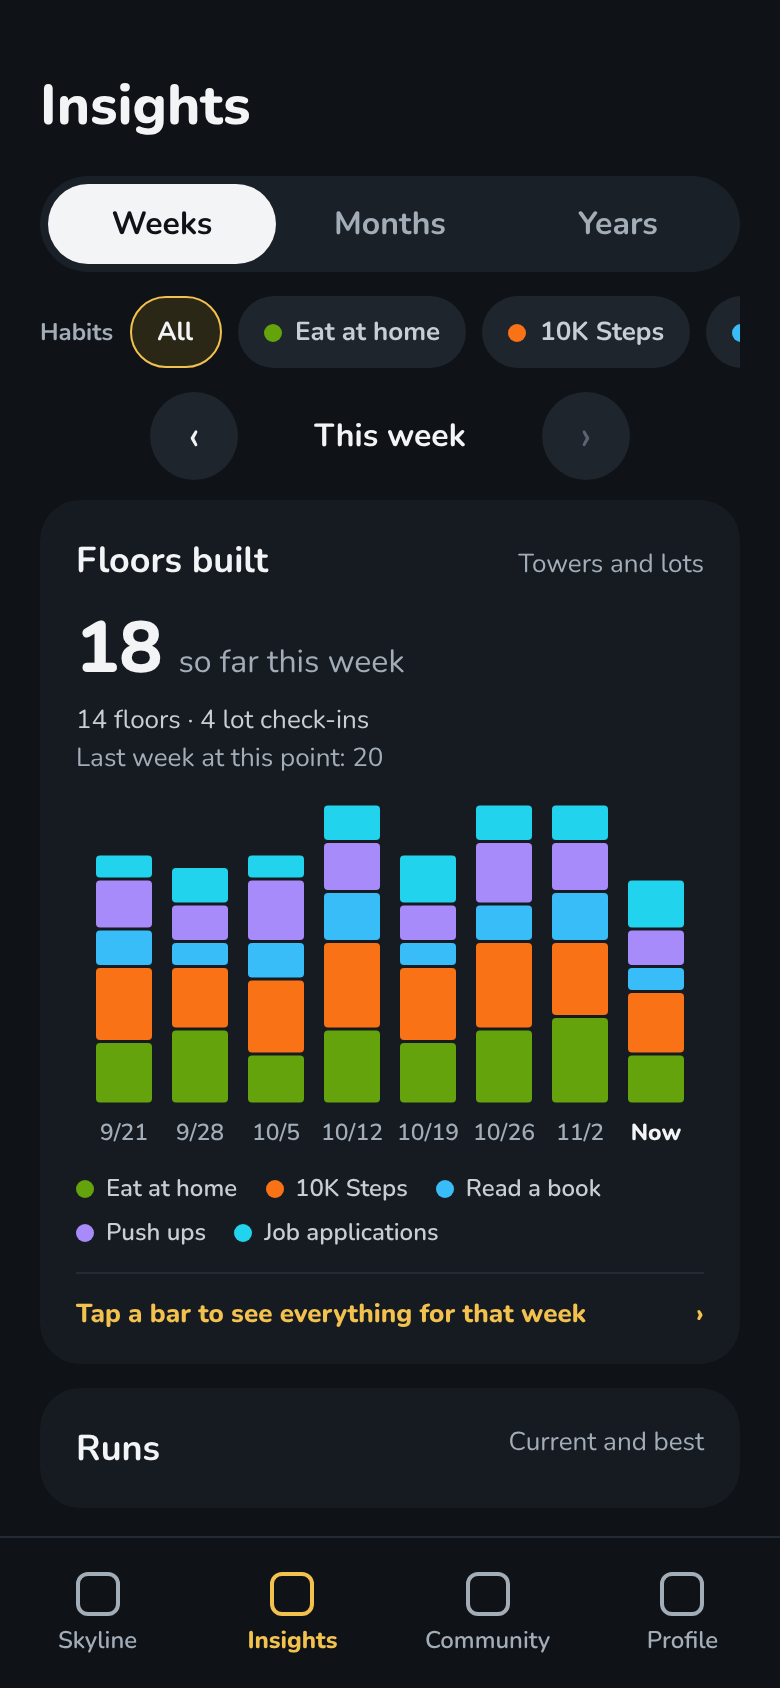 Insights
Weeks Months Years
Habits All Eat at home 10K Steps
‹ This week ›
Floors built Towers and lots
18 so far this week
14 floors · 4 lot check-ins
Last week at this point: 20
9/21 9/28 10/5 10/12 10/19 10/26 11/2 Now
Eat at home 10K Steps Read a book
Push ups Job applications
Tap a bar to see everything for that week ›
Runs Current and best
Skyline Insights Community Profile